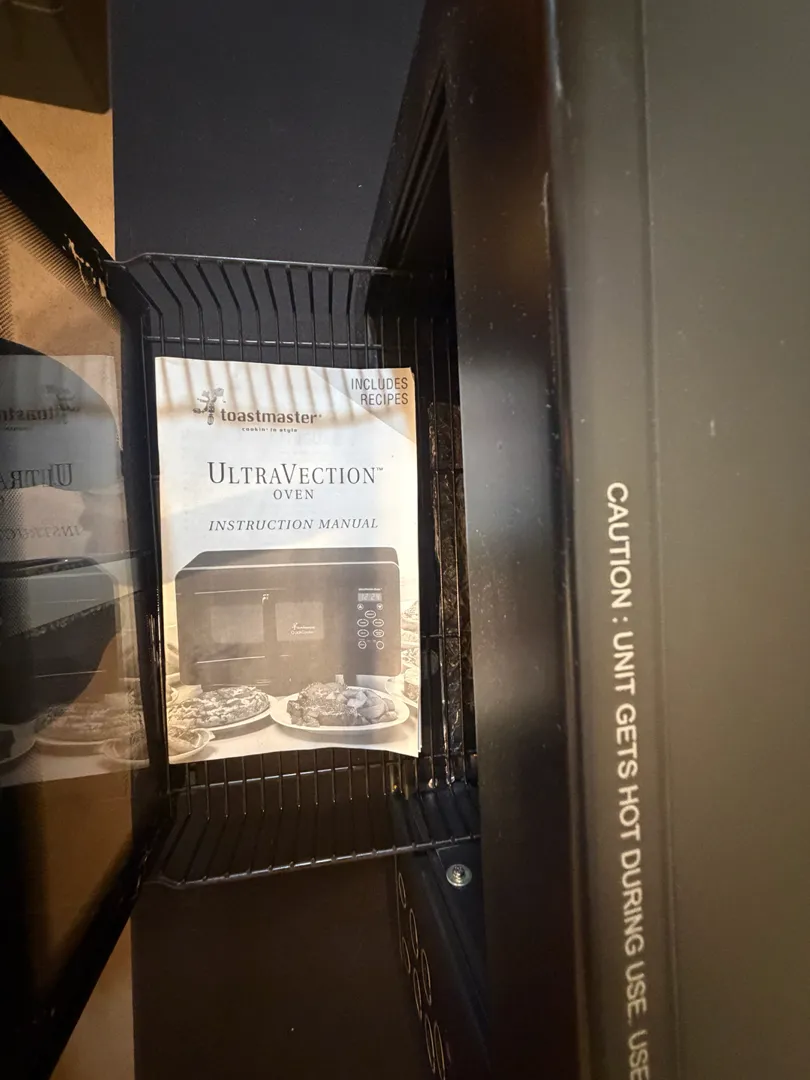 INCLUDES
RECIPES
toastmaster®
cookin' in style
ULTRAVECTION™
OVEN
INSTRUCTION MANUAL
CAUTION : UNIT GETS HOT DURING USE. USE